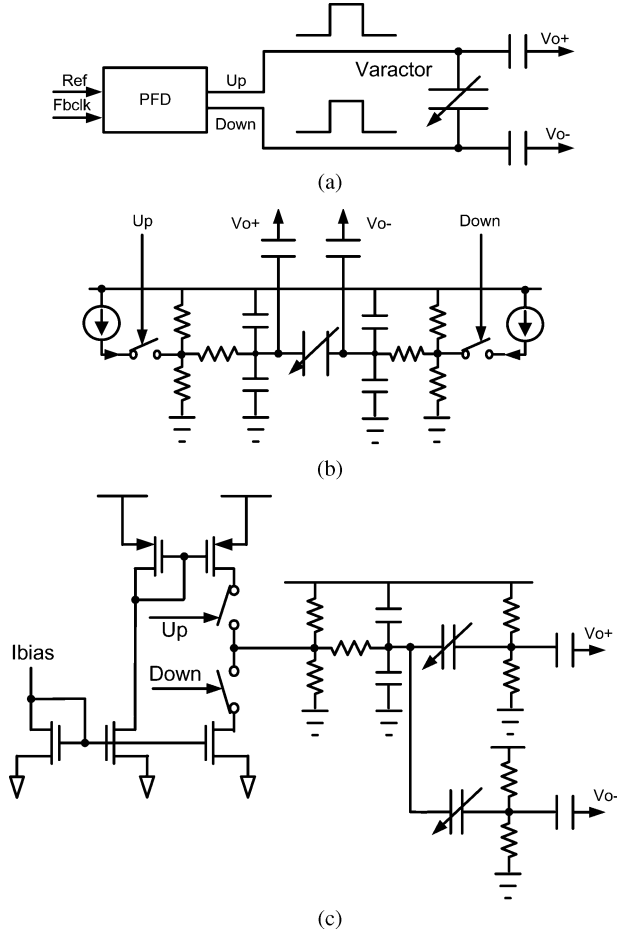 Ref
Fbclk
PFD
Up
Down
Varactor
Vo+
Vo-
(a)
Up
Vo+
Vo-
Down
(b)
Up
Down
Ibias
Vo+
Vo-
(c)